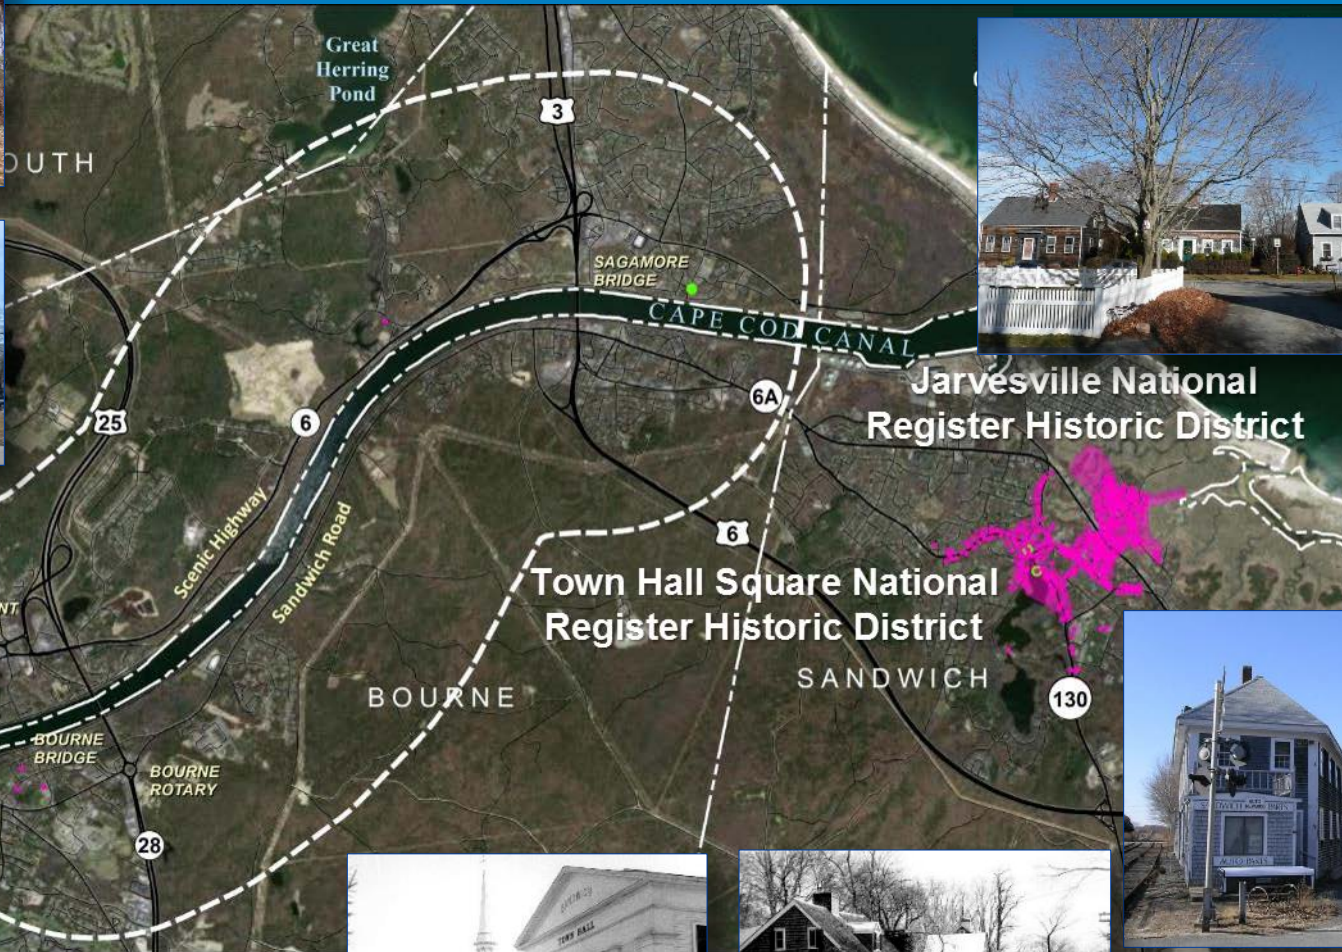 Great
Herring
Pond
3
OUTH
SAGAMORE
BRIDGE
CAPE COD CANAL
Jarvesville National
Register Historic District
6A
25
6
Scenic Highway
Sandwich Road
6
Town Hall Square National
Register Historic District
SANDWICH
BOURNE
130
NT
BOURNE
BRIDGE
BOURNE
ROTARY
28
TOWN HALL
AUTO PARTS